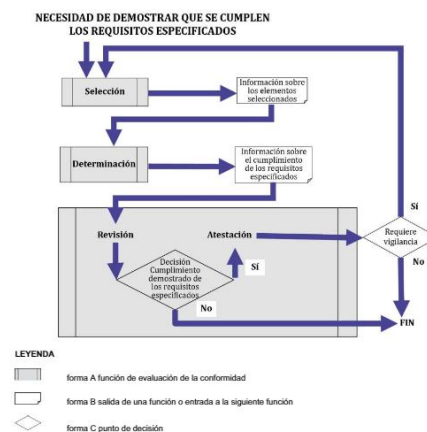 NECESIDAD DE DEMOSTRAR QUE SE CUMPLEN
LOS REQUISITOS ESPECIFICADOS
Selección
Información sobre
los elementos
seleccionados
Determinación
Información sobre
el cumplimiento
de los requisitos
especificados
Revisión
Atestación
Decisión
Cumplimiento
demostrado de
los requisitos
especificados
Sí
No
Requiere
vigilancia
Sí
No
FIN
LEYENDA
forma A función de evaluación de la conformidad
forma B salida de una función o entrada a la siguiente función
forma C punto de decisión